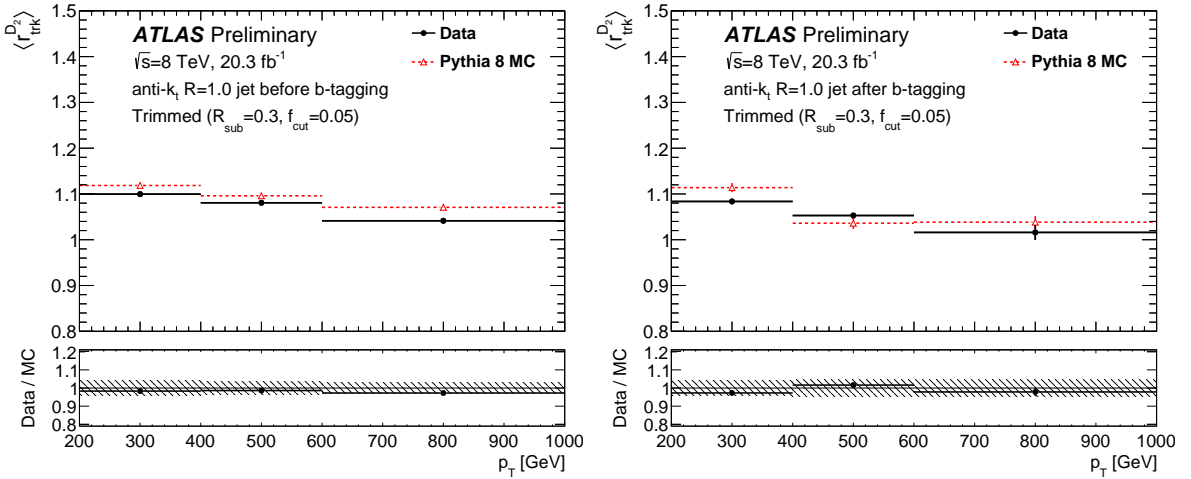 ⟨r_trk^{D_2}⟩
1.5
1.4
1.3
1.2
1.1
1
0.9
0.8
ATLAS Preliminary
√s=8 TeV, 20.3 fb⁻¹
anti-k_t R=1.0 jet before b-tagging
Trimmed (R_sub=0.3, f_cut=0.05)
Data
Pythia 8 MC
Data / MC
1.2
1.1
1
0.9
0.8
200 300 400 500 600 700 800 900 1000
p_T [GeV]
⟨r_trk^{D_2}⟩
1.5
1.4
1.3
1.2
1.1
1
0.9
0.8
ATLAS Preliminary
√s=8 TeV, 20.3 fb⁻¹
anti-k_t R=1.0 jet after b-tagging
Trimmed (R_sub=0.3, f_cut=0.05)
Data
Pythia 8 MC
Data / MC
1.2
1.1
1
0.9
0.8
200 300 400 500 600 700 800 900 1000
p_T [GeV]